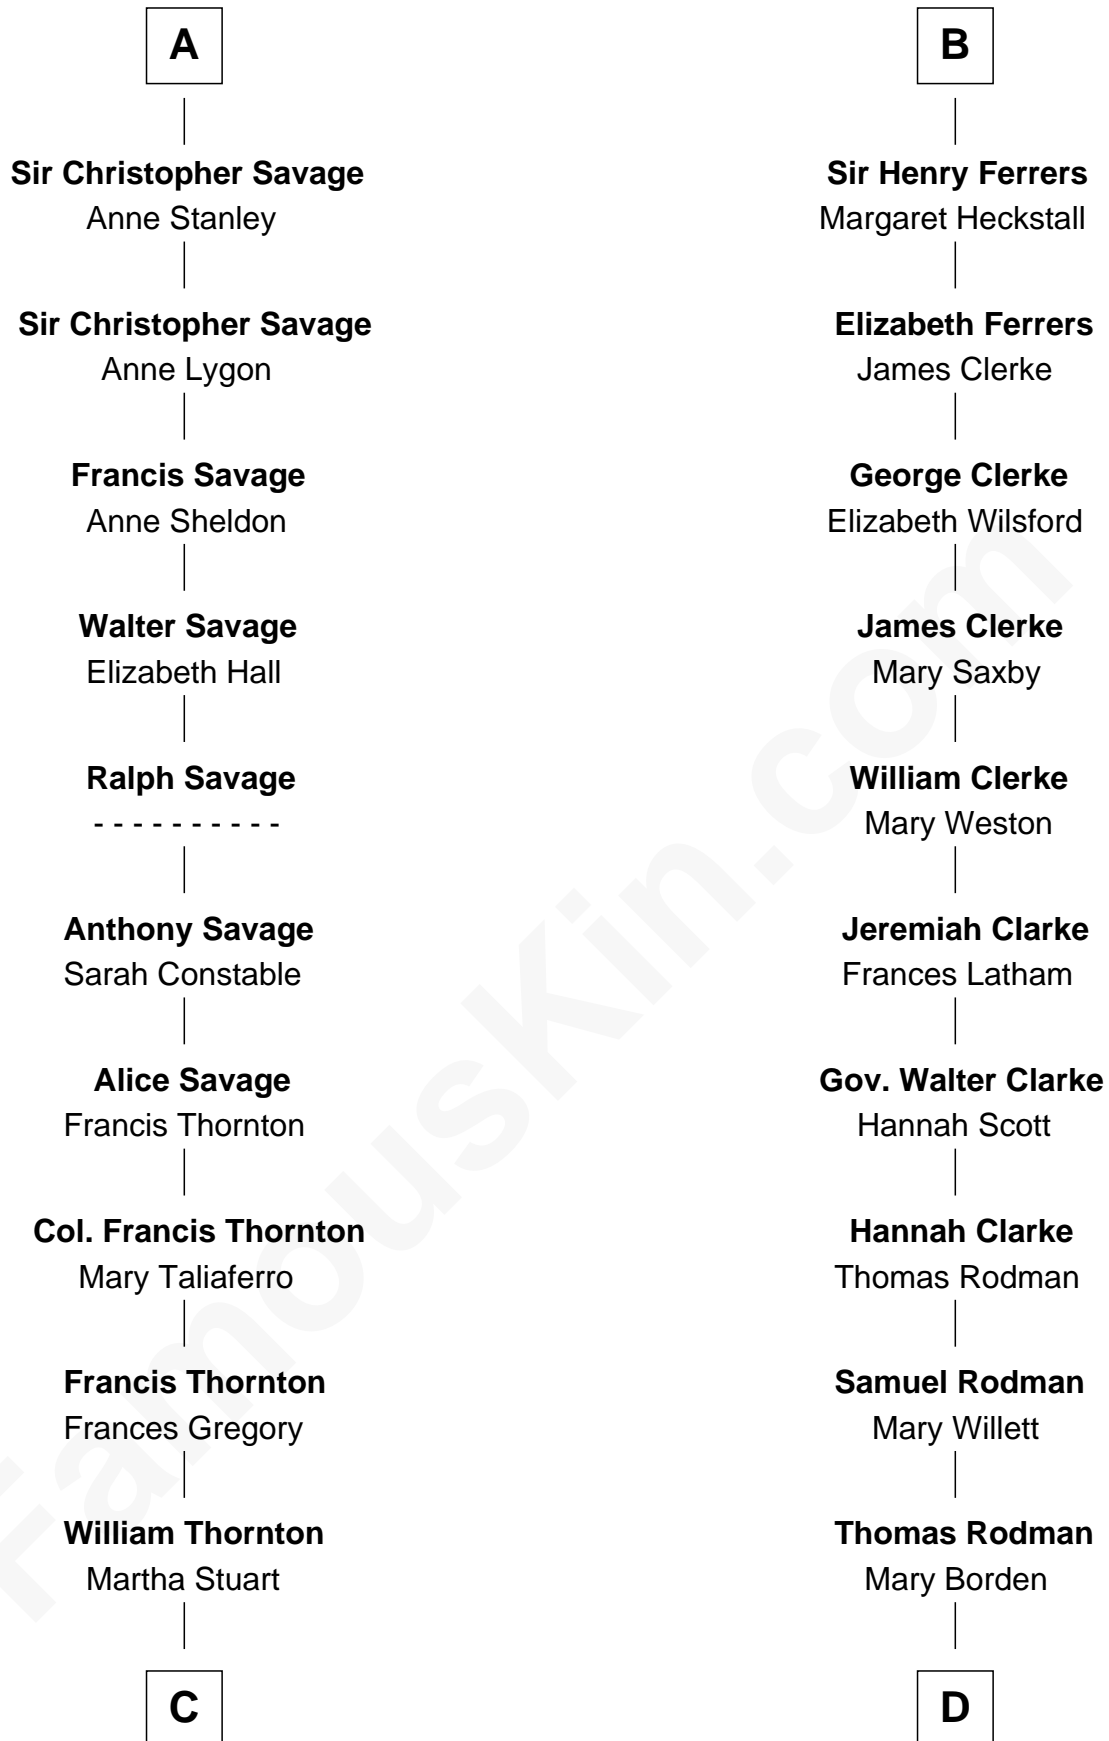 A
Sir Christopher Savage
Anne Stanley
Sir Christopher Savage
Anne Lygon
Francis Savage
Anne Sheldon
Walter Savage
Elizabeth Hall
Ralph Savage
- - - - - - - - - -
Anthony Savage
Sarah Constable
Alice Savage
Francis Thornton
Col. Francis Thornton
Mary Taliaferro
Francis Thornton
Frances Gregory
William Thornton
Martha Stuart
C
B
Sir Henry Ferrers
Margaret Heckstall
Elizabeth Ferrers
James Clerke
George Clerke
Elizabeth Wilsford
James Clerke
Mary Saxby
William Clerke
Mary Weston
Jeremiah Clarke
Frances Latham
Gov. Walter Clarke
Hannah Scott
Hannah Clarke
Thomas Rodman
Samuel Rodman
Mary Willett
Thomas Rodman
Mary Borden
D
FamousKin.com